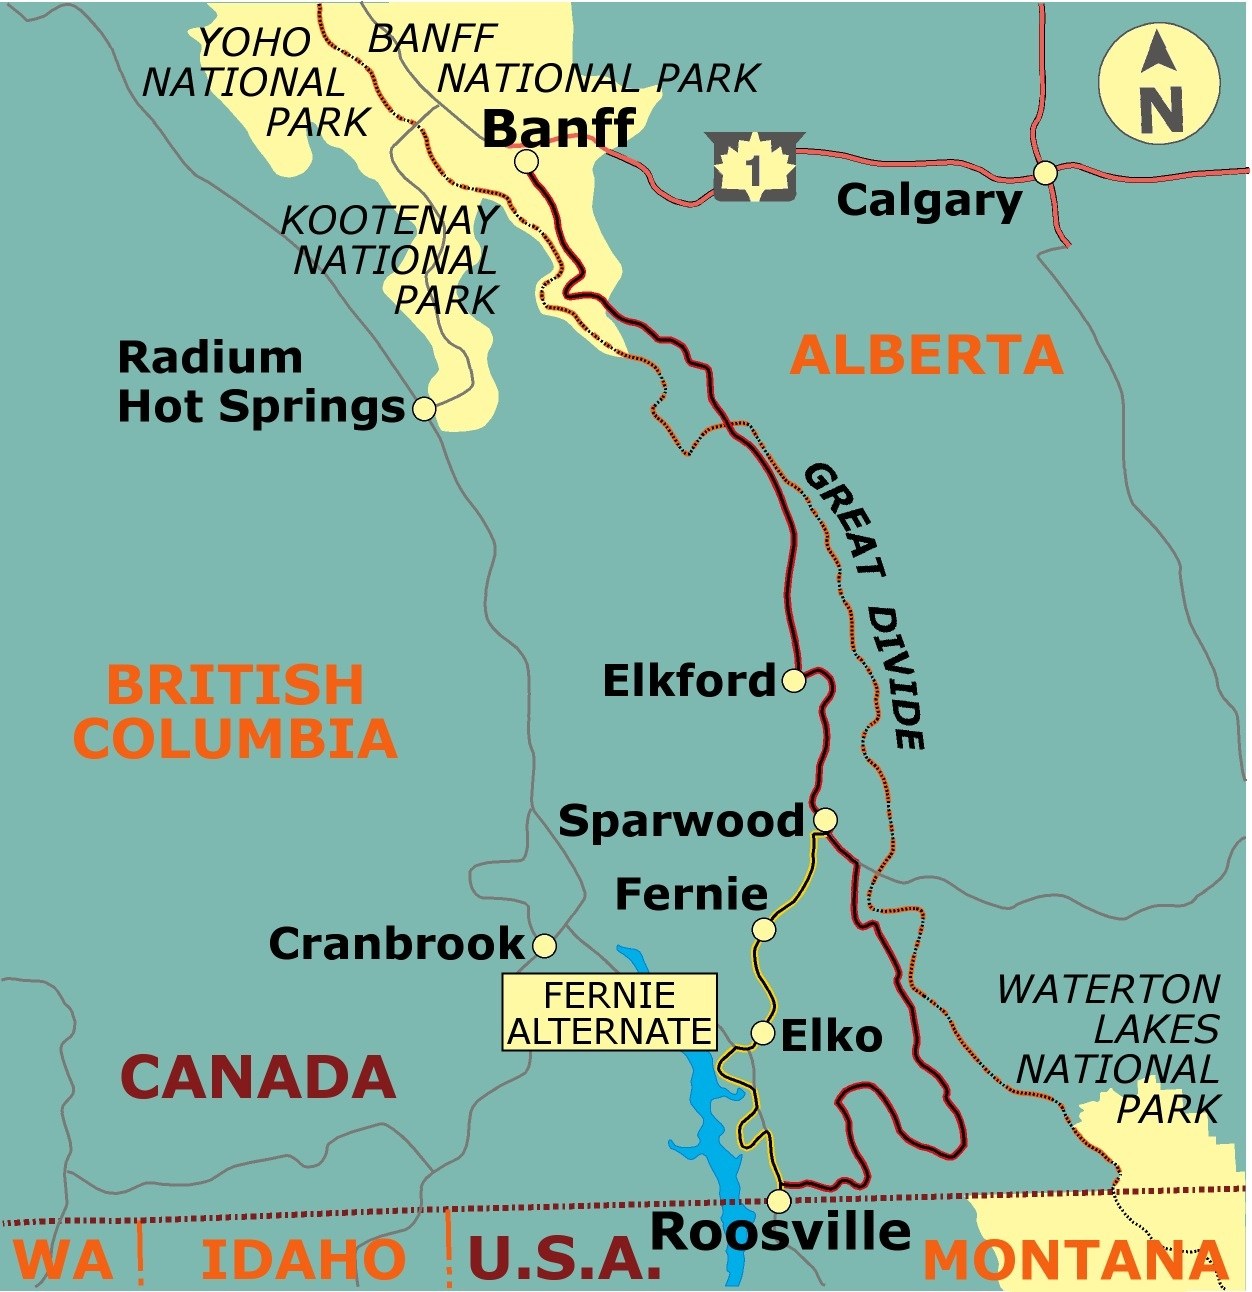 YOHO
NATIONAL
PARK
BANFF
NATIONAL PARK
Banff
1
N
Calgary
KOOTENAY
NATIONAL
PARK
ALBERTA
Radium
Hot Springs
GREAT DIVIDE
BRITISH
COLUMBIA
Elkford
Sparwood
Fernie
Cranbrook
FERNIE
ALTERNATE
Elko
WATERTON
LAKES
NATIONAL
PARK
CANADA
Roosville
WA
IDAHO
U.S.A.
MONTANA